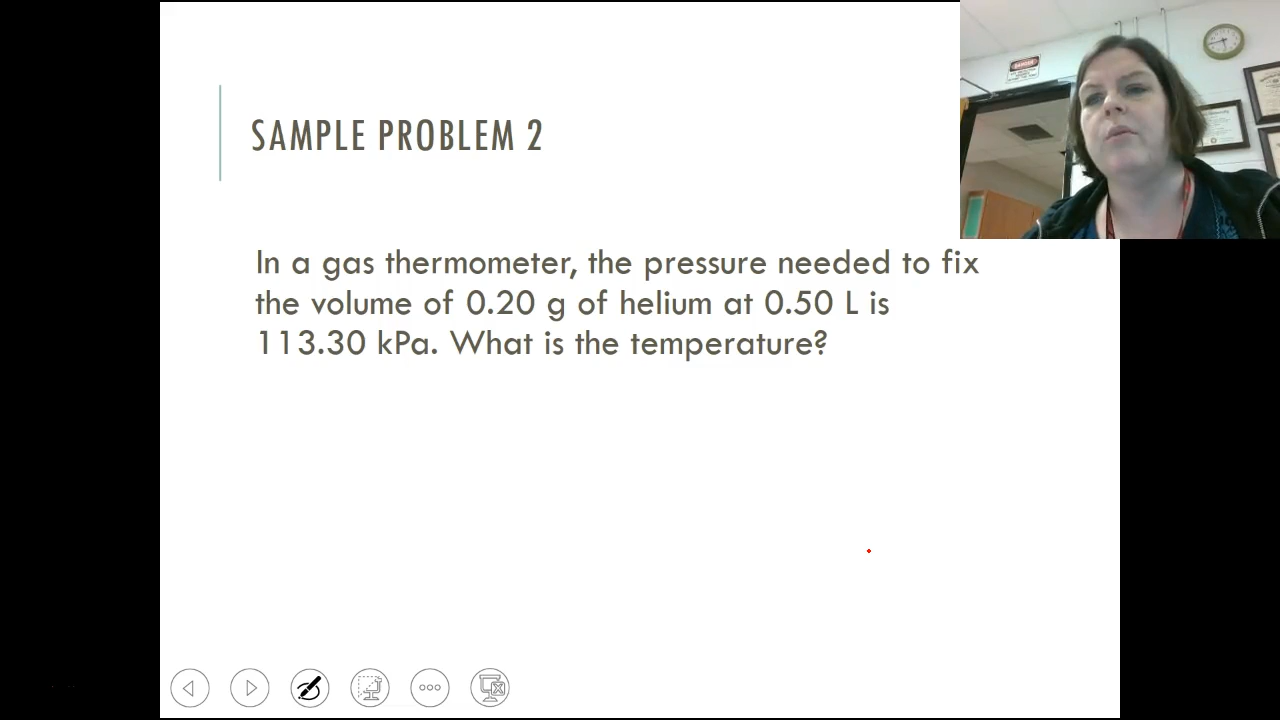 SAMPLE PROBLEM 2
DANGER
In a gas thermometer, the pressure needed to fix
the volume of 0.20 g of helium at 0.50 L is
113.30 kPa. What is the temperature?